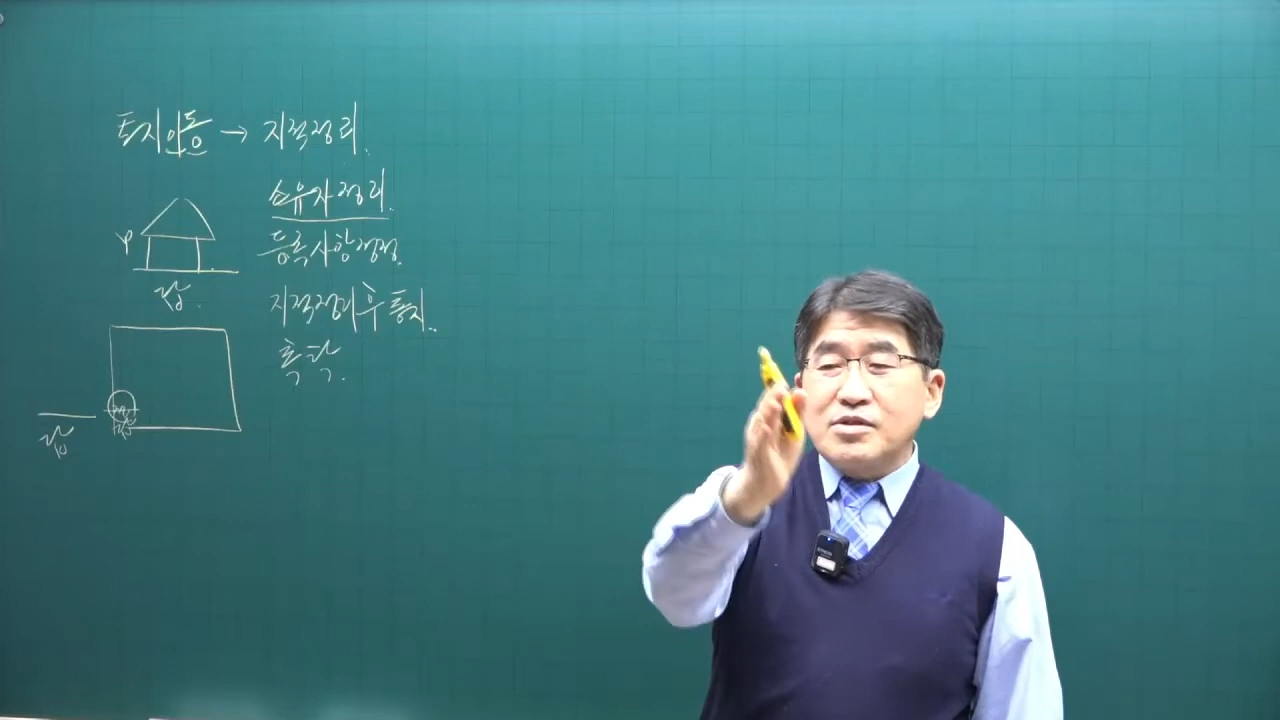 토지이동 → 지적정리.
소유자정리.
등록사항정정.
지적정리 후 통지..
촉탁.